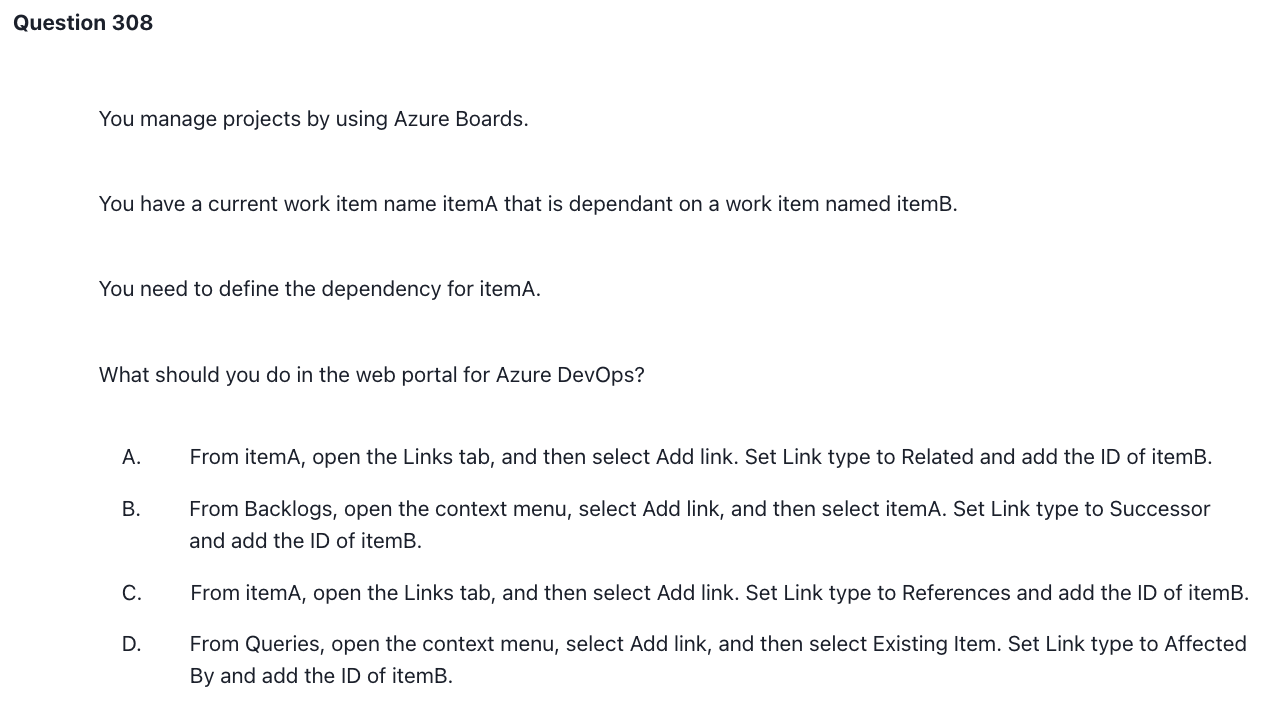 Question 308
You manage projects by using Azure Boards.
You have a current work item name itemA that is dependant on a work item named itemB.
You need to define the dependency for itemA.
What should you do in the web portal for Azure DevOps?
A. From itemA, open the Links tab, and then select Add link. Set Link type to Related and add the ID of itemB.
B. From Backlogs, open the context menu, select Add link, and then select itemA. Set Link type to Successor
and add the ID of itemB.
C. From itemA, open the Links tab, and then select Add link. Set Link type to References and add the ID of itemB.
D. From Queries, open the context menu, select Add link, and then select Existing Item. Set Link type to Affected
By and add the ID of itemB.